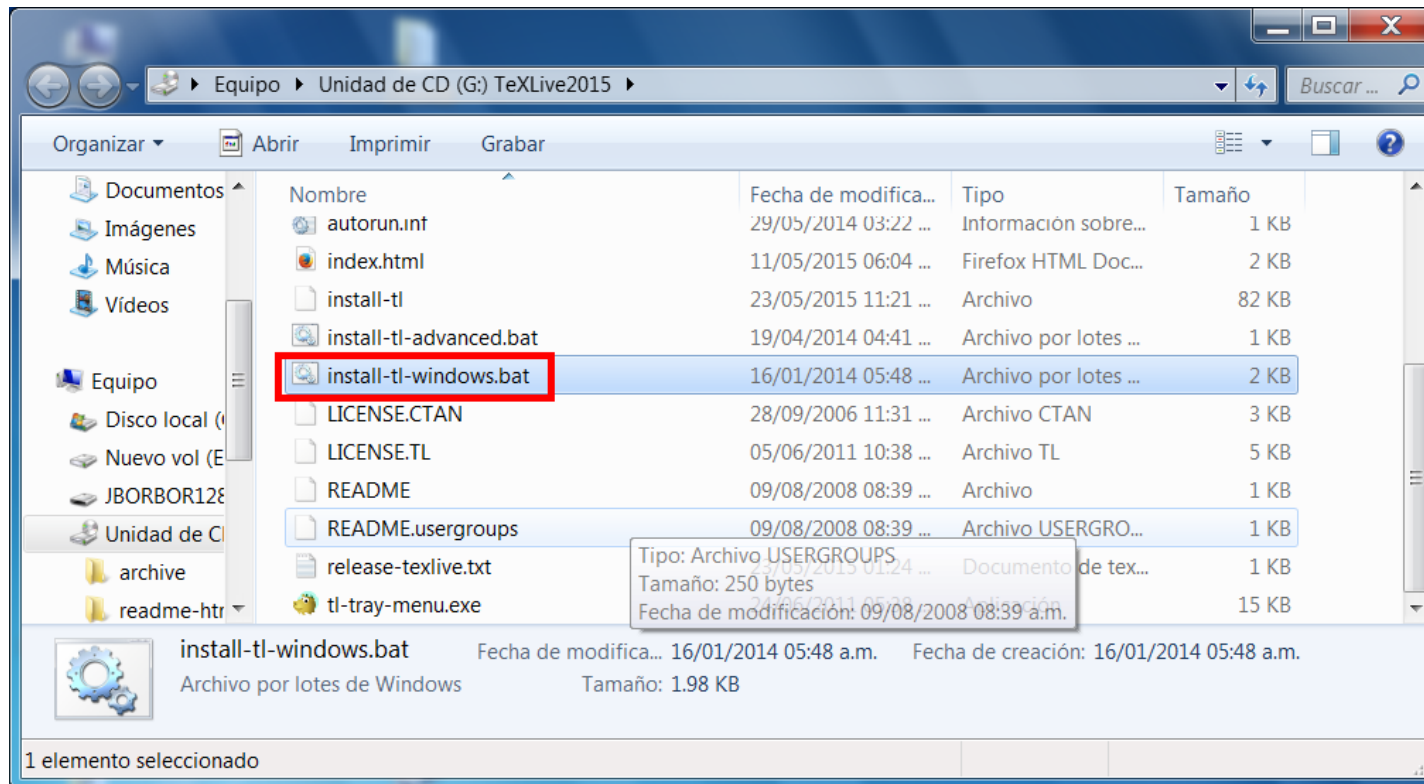 Equipo Unidad de CD (G:) TeXLive2015 Buscar ...
Organizar Abrir Imprimir Grabar
Documentos
Imágenes
Música
Vídeos
Equipo
Disco local (
Nuevo vol (E
JBORBOR128
Unidad de CI
archive
readme-htr
Nombre Fecha de modifica... Tipo Tamaño
autorun.inf 29/05/2014 03:22 ... Información sobre... 1 KB
index.html 11/05/2015 06:04 ... Firefox HTML Doc... 2 KB
install-tl 23/05/2015 11:21 ... Archivo 82 KB
install-tl-advanced.bat 19/04/2014 04:41 ... Archivo por lotes ... 1 KB
install-tl-windows.bat 16/01/2014 05:48 ... Archivo por lotes ... 2 KB
LICENSE.CTAN 28/09/2006 11:31 ... Archivo CTAN 3 KB
LICENSE.TL 05/06/2011 10:38 ... Archivo TL 5 KB
README 09/08/2008 08:39 ... Archivo 1 KB
README.usergroups 09/08/2008 08:39 ... Archivo USERGRO... 1 KB
release-texlive.txt 23/05/2015 01:24 ... Documento de tex... 1 KB
tl-tray-menu.exe Aplicación 15 KB
Tipo: Archivo USERGROUPS
Tamaño: 250 bytes
Fecha de modificación: 09/08/2008 08:39 a.m.
install-tl-windows.bat Fecha de modifica... 16/01/2014 05:48 a.m. Fecha de creación: 16/01/2014 05:48 a.m.
Archivo por lotes de Windows Tamaño: 1.98 KB
1 elemento seleccionado